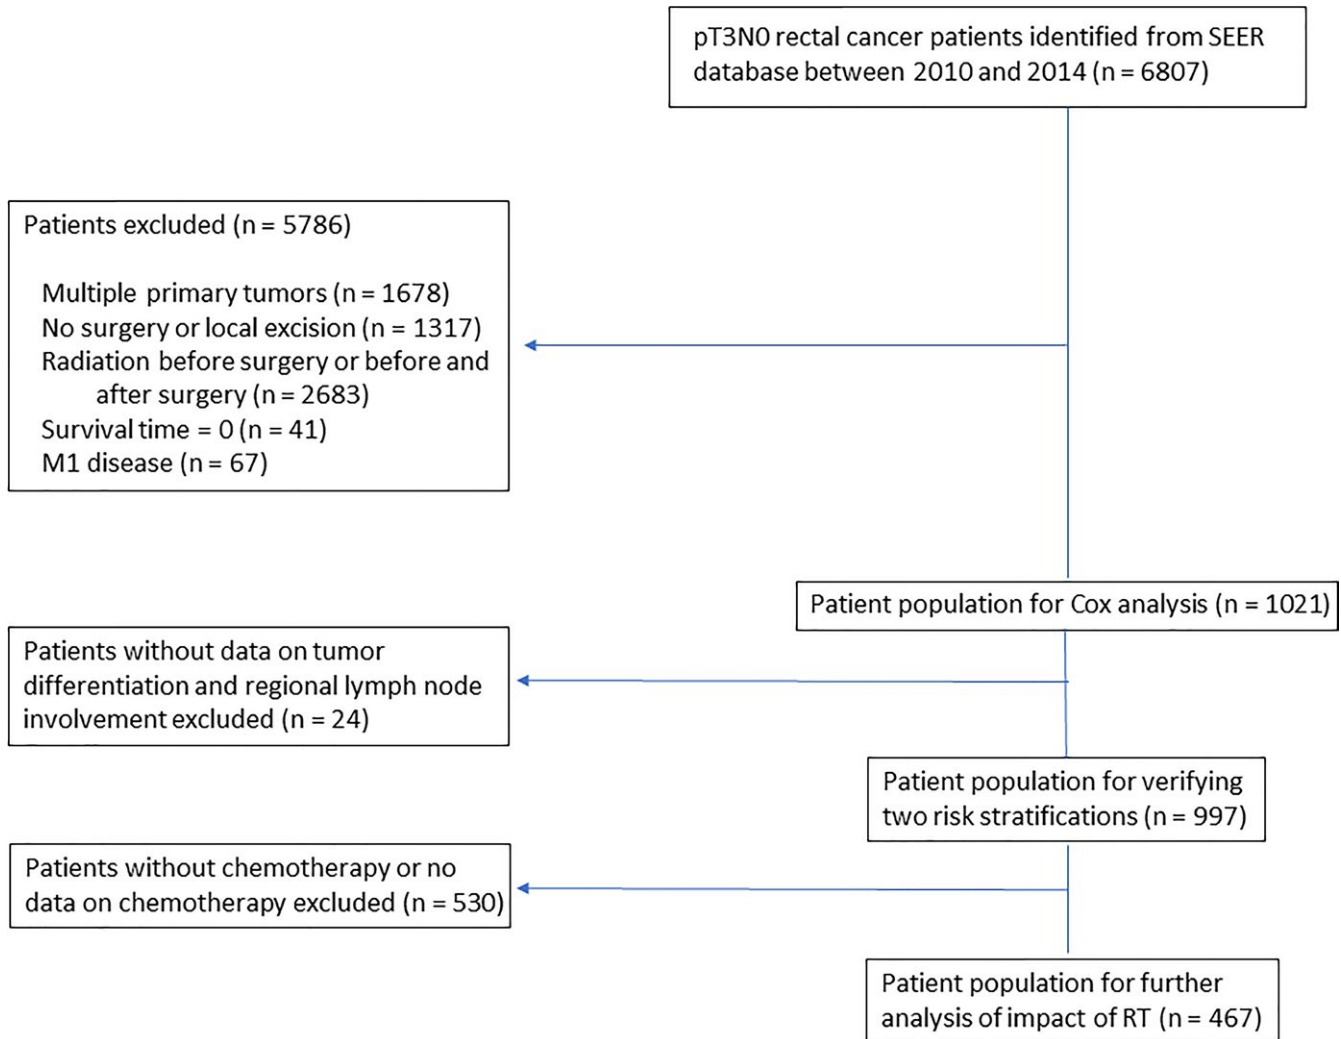 pT3N0 rectal cancer patients identified from SEER
database between 2010 and 2014 (n = 6807)
Patients excluded (n = 5786)
Multiple primary tumors (n = 1678)
No surgery or local excision (n = 1317)
Radiation before surgery or before and
after surgery (n = 2683)
Survival time = 0 (n = 41)
M1 disease (n = 67)
Patient population for Cox analysis (n = 1021)
Patients without data on tumor
differentiation and regional lymph node
involvement excluded (n = 24)
Patient population for verifying
two risk stratifications (n = 997)
Patients without chemotherapy or no
data on chemotherapy excluded (n = 530)
Patient population for further
analysis of impact of RT (n = 467)